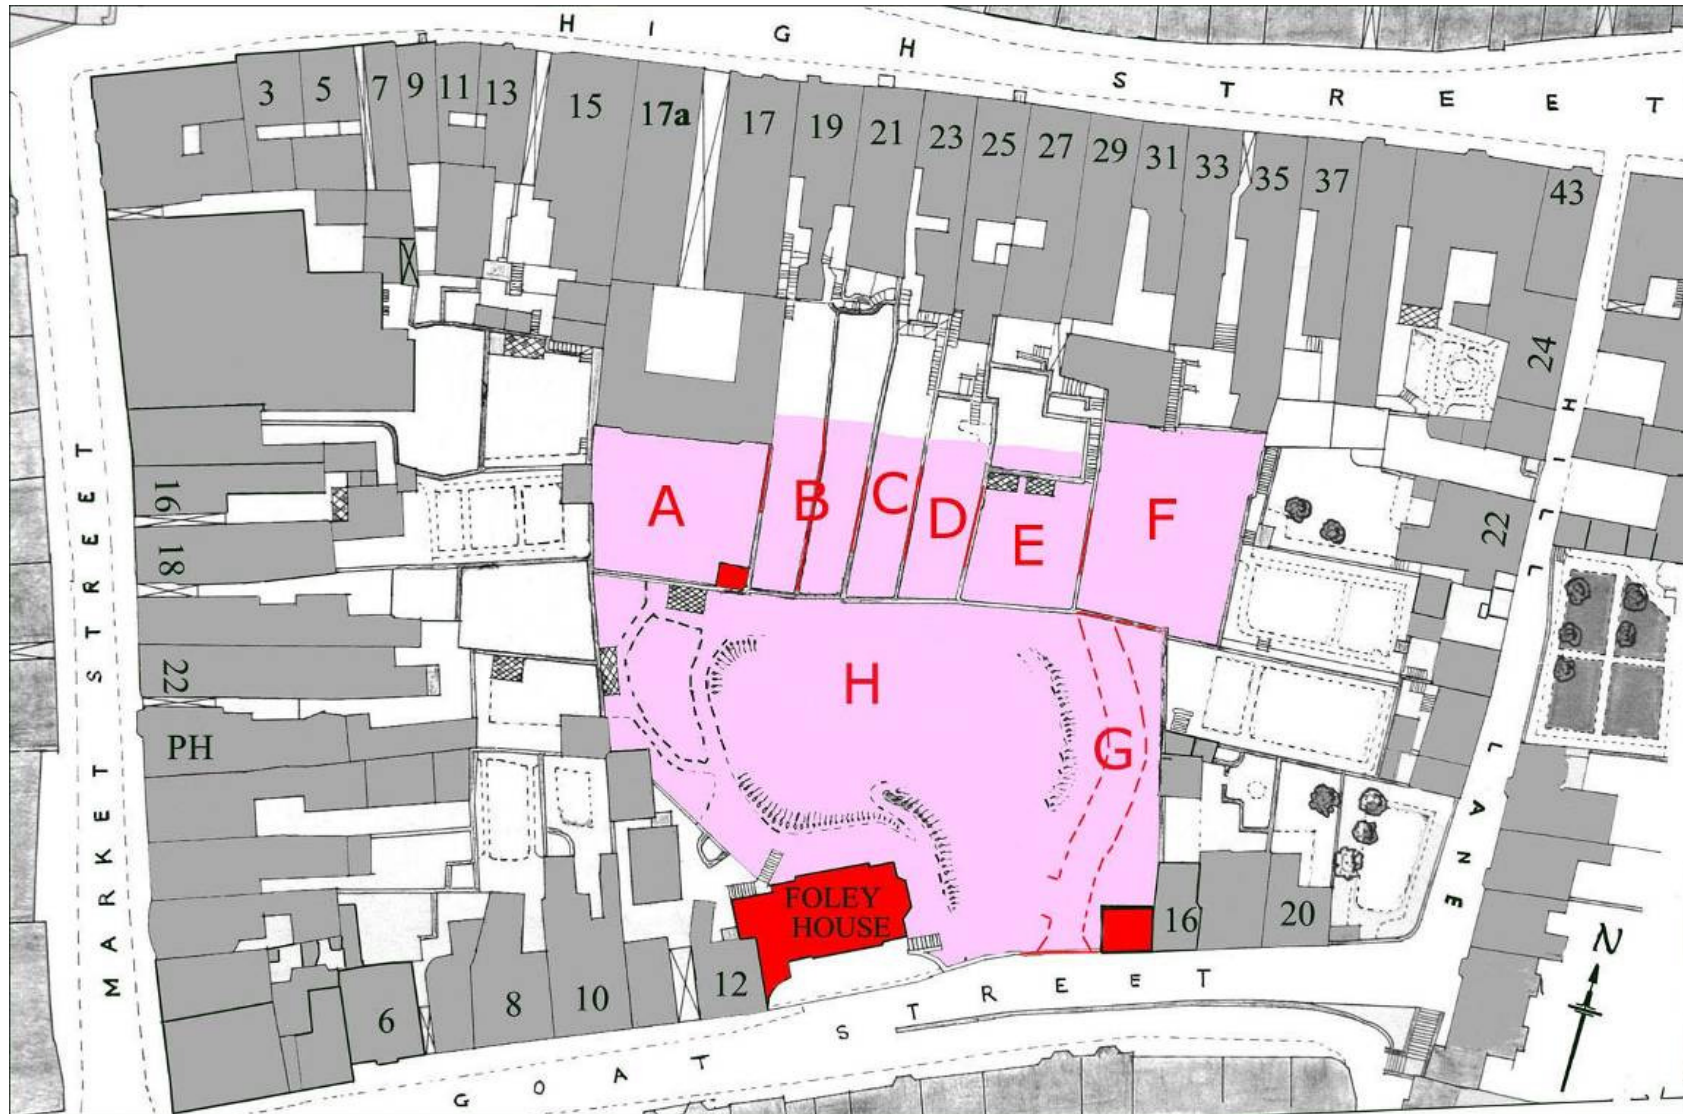 HIGH STREET
3 5 7 9 11 13 15 17a 17 19 21 23 25 27 29 31 33 35 37 43
24
HILL LANE
MARKET STREET
16
18
22
PH
A B C D E F
22
H
G
FOLEY
HOUSE
16 20
N
6 8 10 12
GOAT STREET